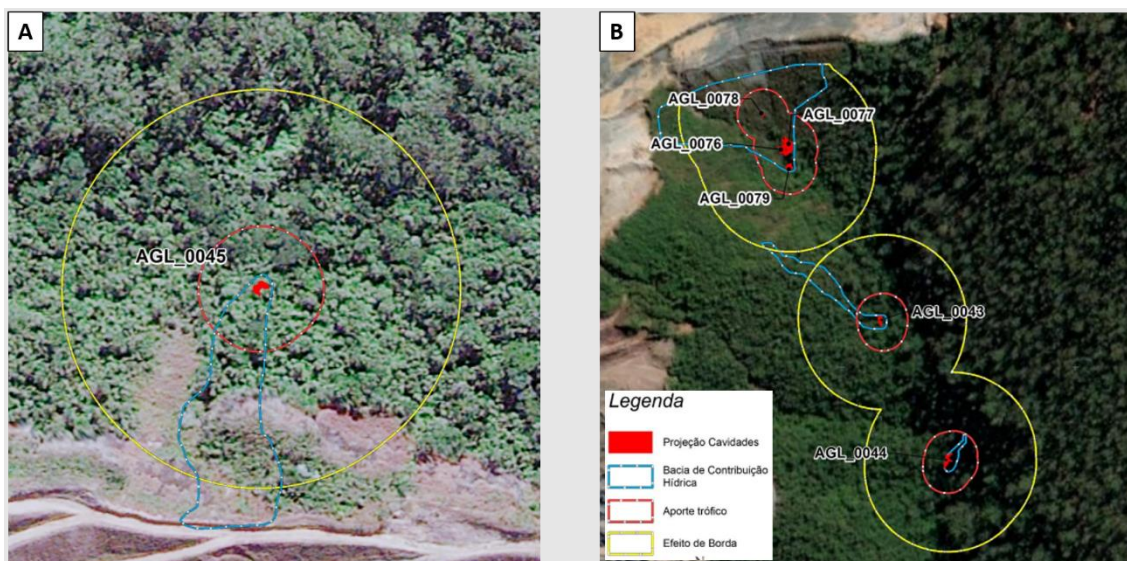 A
AGL_0045
B
AGL_0078
AGL_0077
AGL_0076
AGL_0079
AGL_0043
AGL_0044
Legenda
Projeção Cavidades
Bacia de Contribuição
Hídrica
Aporte trófico
Efeito de Borda